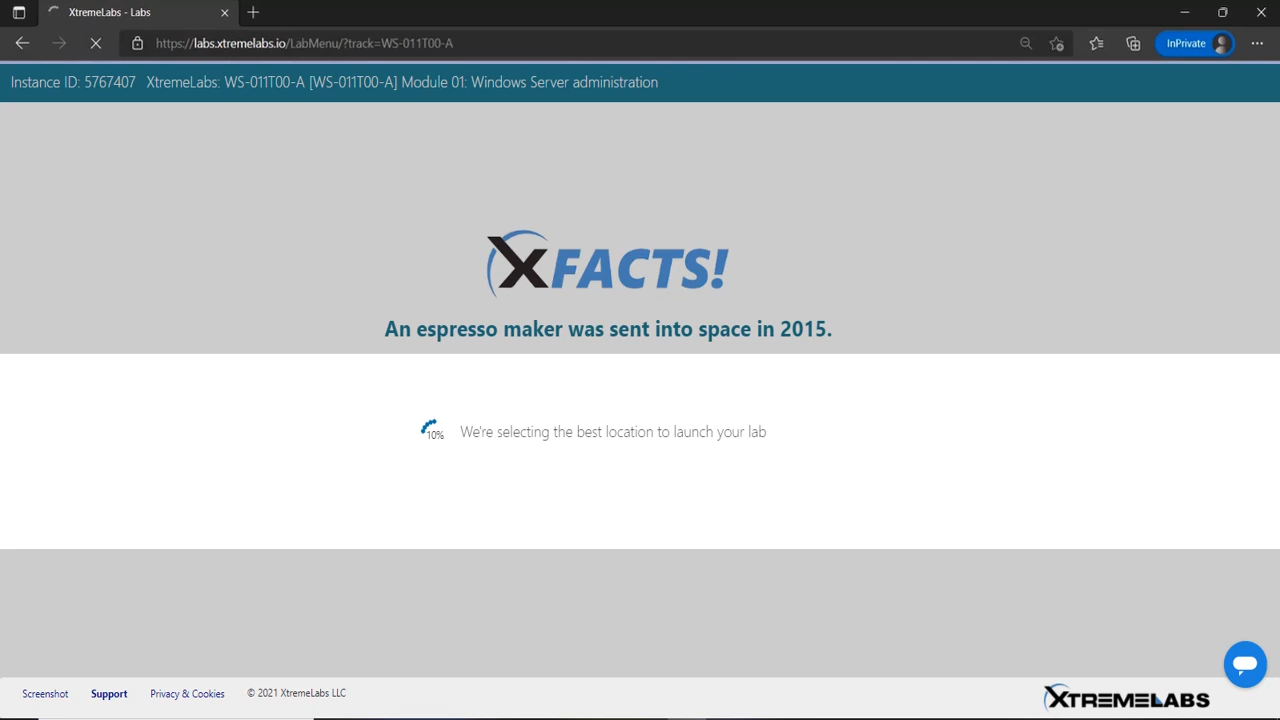 XtremeLabs - Labs
https://labs.xtremelabs.io/LabMenu/?track=WS-011T00-A
InPrivate
Instance ID: 5767407 XtremeLabs: WS-011T00-A [WS-011T00-A] Module 01: Windows Server administration
XFACTS!
An espresso maker was sent into space in 2015.
10% We're selecting the best location to launch your lab
Screenshot Support Privacy & Cookies © 2021 XtremeLabs LLC
XTREMELABS